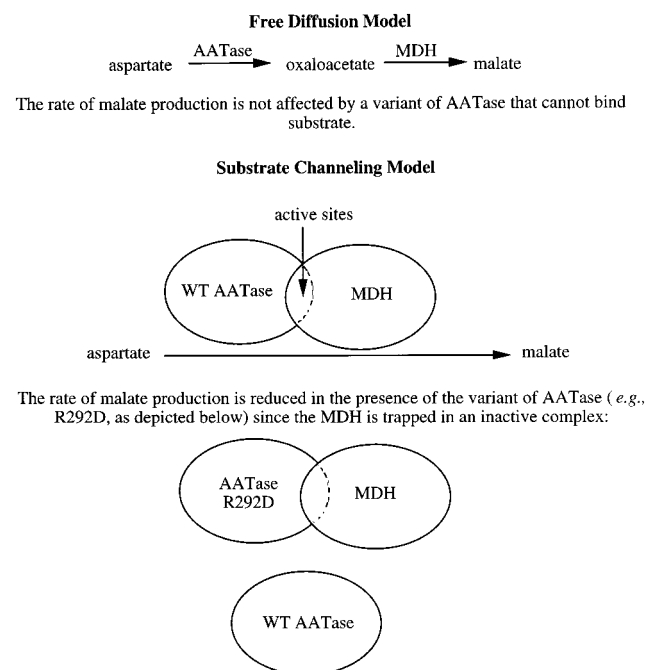 Free Diffusion Model
AATase MDH
aspartate oxaloacetate malate
The rate of malate production is not affected by a variant of AATase that cannot bind
substrate.
Substrate Channeling Model
active sites
WT AATase MDH
aspartate malate
The rate of malate production is reduced in the presence of the variant of AATase ( e.g.,
R292D, as depicted below) since the MDH is trapped in an inactive complex:
AATase
R292D MDH
WT AATase